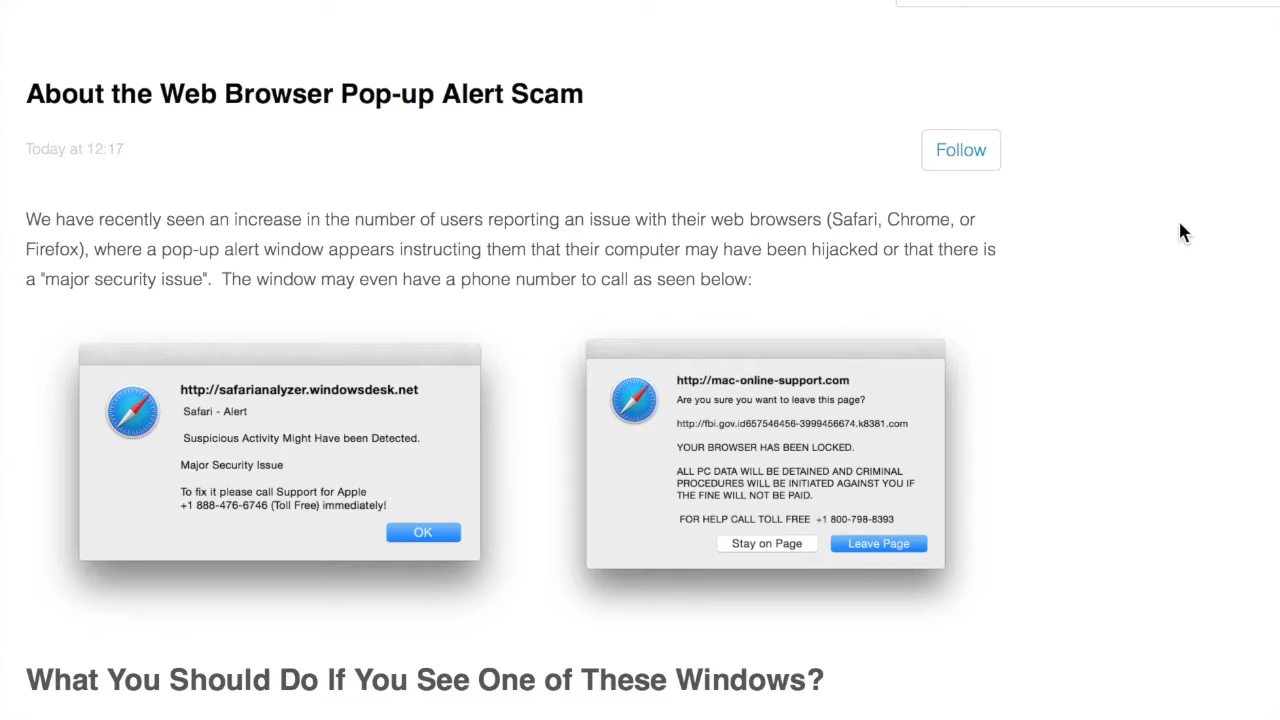 About the Web Browser Pop-up Alert Scam
Today at 12:17
Follow
We have recently seen an increase in the number of users reporting an issue with their web browsers (Safari, Chrome, or
Firefox), where a pop-up alert window appears instructing them that their computer may have been hijacked or that there is
a "major security issue".  The window may even have a phone number to call as seen below:
http://safarianalyzer.windowsdesk.net
Safari - Alert
Suspicious Activity Might Have been Detected.
Major Security Issue
To fix it please call Support for Apple
+1 888-476-6746 (Toll Free) immediately!
OK
http://mac-online-support.com
Are you sure you want to leave this page?
http://fbi.gov.id657546456-3999456674.k8381.com
YOUR BROWSER HAS BEEN LOCKED.
ALL PC DATA WILL BE DETAINED AND CRIMINAL
PROCEDURES WILL BE INITIATED AGAINST YOU IF
THE FINE WILL NOT BE PAID.
FOR HELP CALL TOLL FREE  +1 800-798-8393
Stay on Page
Leave Page
What You Should Do If You See One of These Windows?